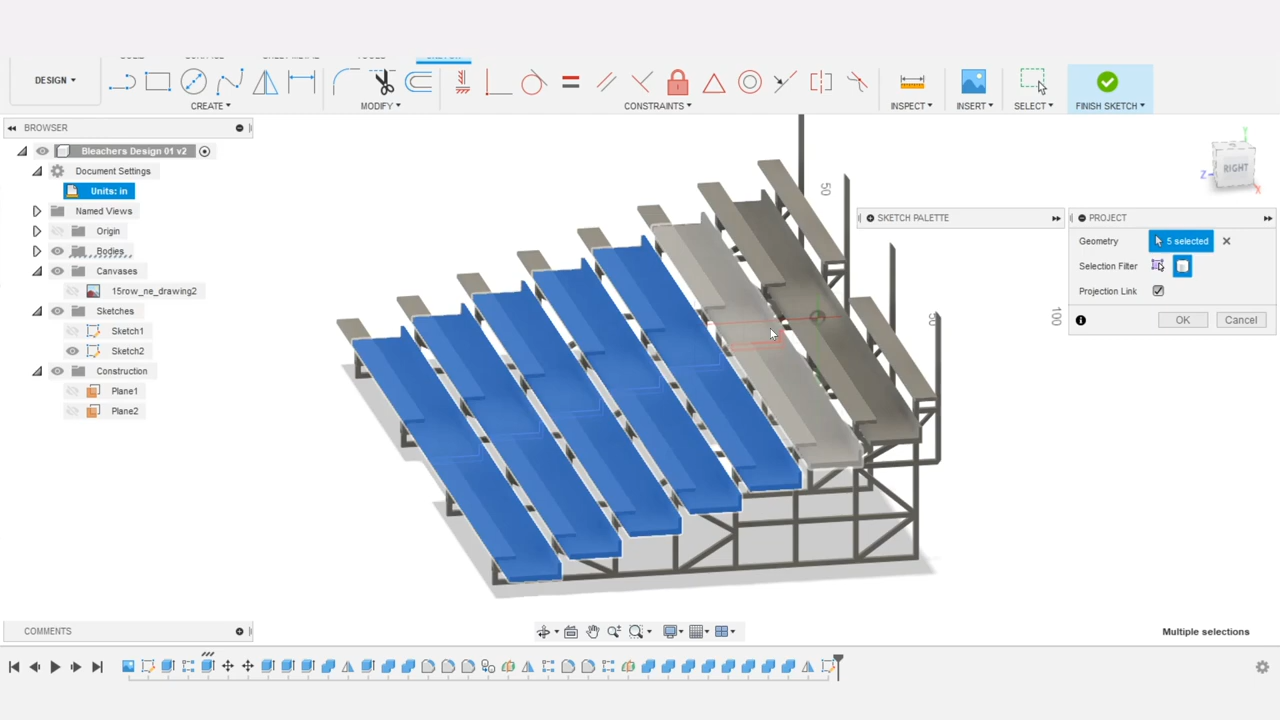 DESIGN
CREATE
MODIFY
CONSTRAINTS
INSPECT
INSERT
SELECT
FINISH SKETCH
BROWSER
Bleachers Design 01 v2
Document Settings
Units: in
Named Views
Origin
Bodies
Canvases
15row_ne_drawing2
Sketches
Sketch1
Sketch2
Construction
Plane1
Plane2
50
50
100
Y
Z
X
RIGHT
SKETCH PALETTE
PROJECT
Geometry
5 selected
Selection Filter
Projection Link
OK
Cancel
COMMENTS
Multiple selections